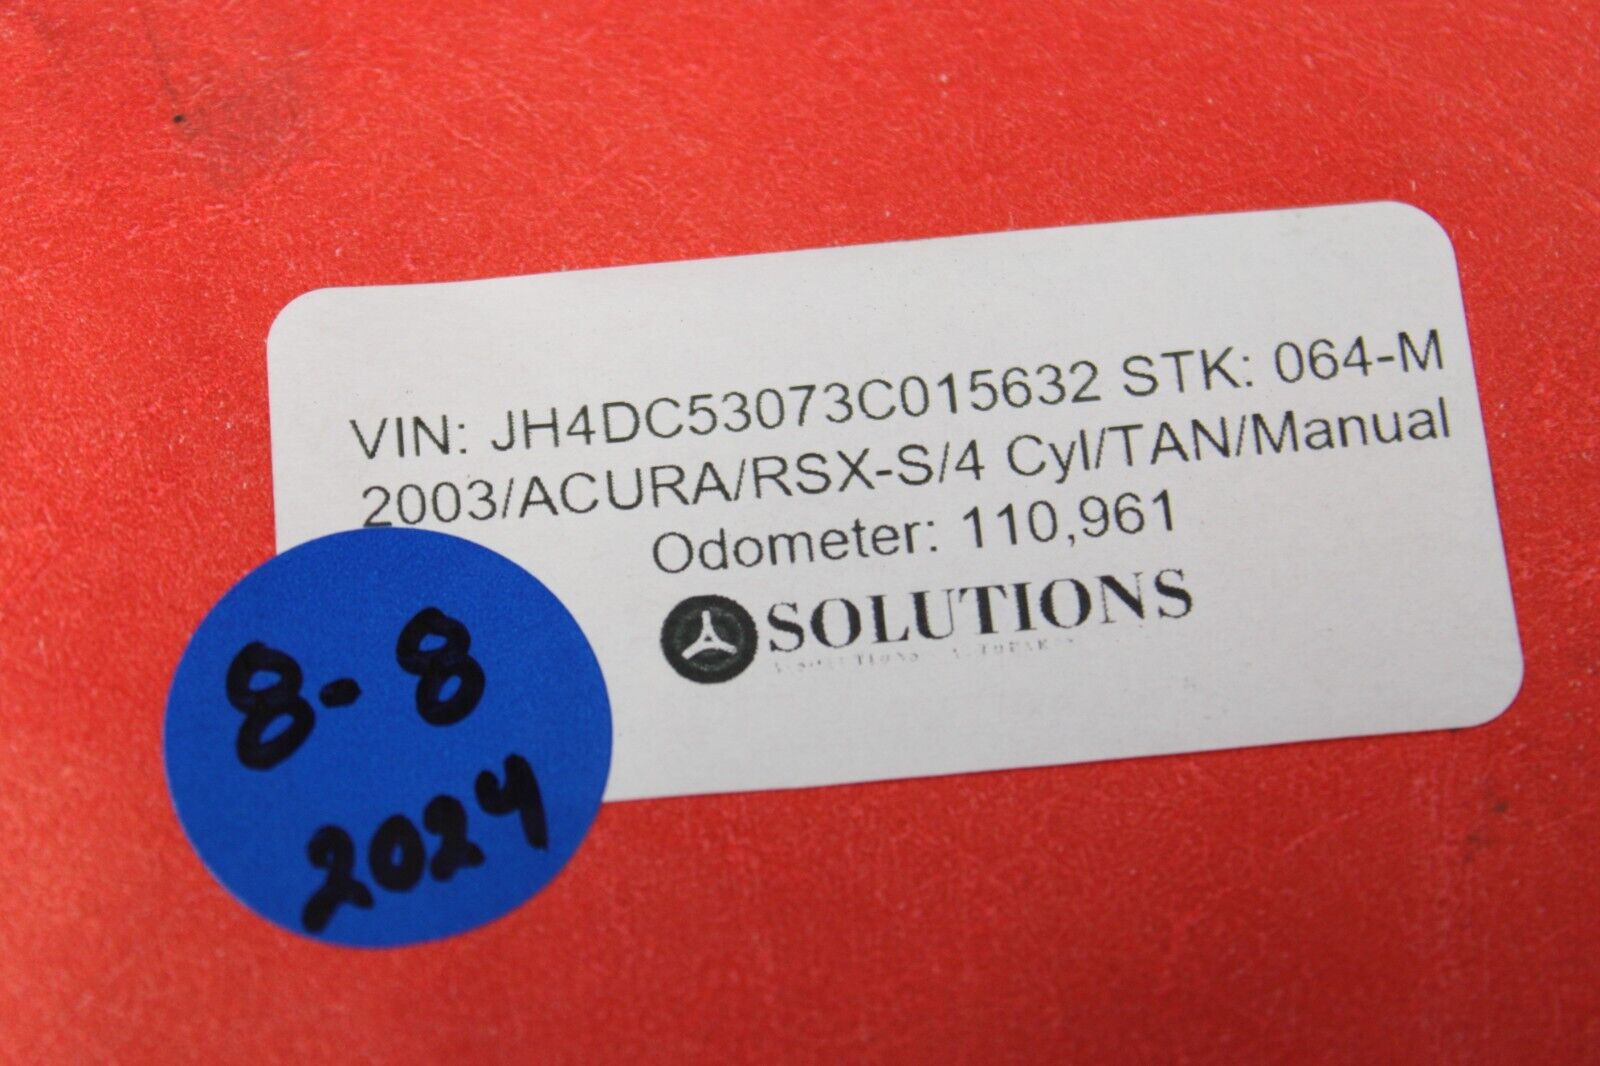 VIN: JH4DC53073C015632 STK: 064-M
2003/ACURA/RSX-S/4 Cyl/TAN/Manual
Odometer: 110,961
SOLUTIONS
8-8
2024